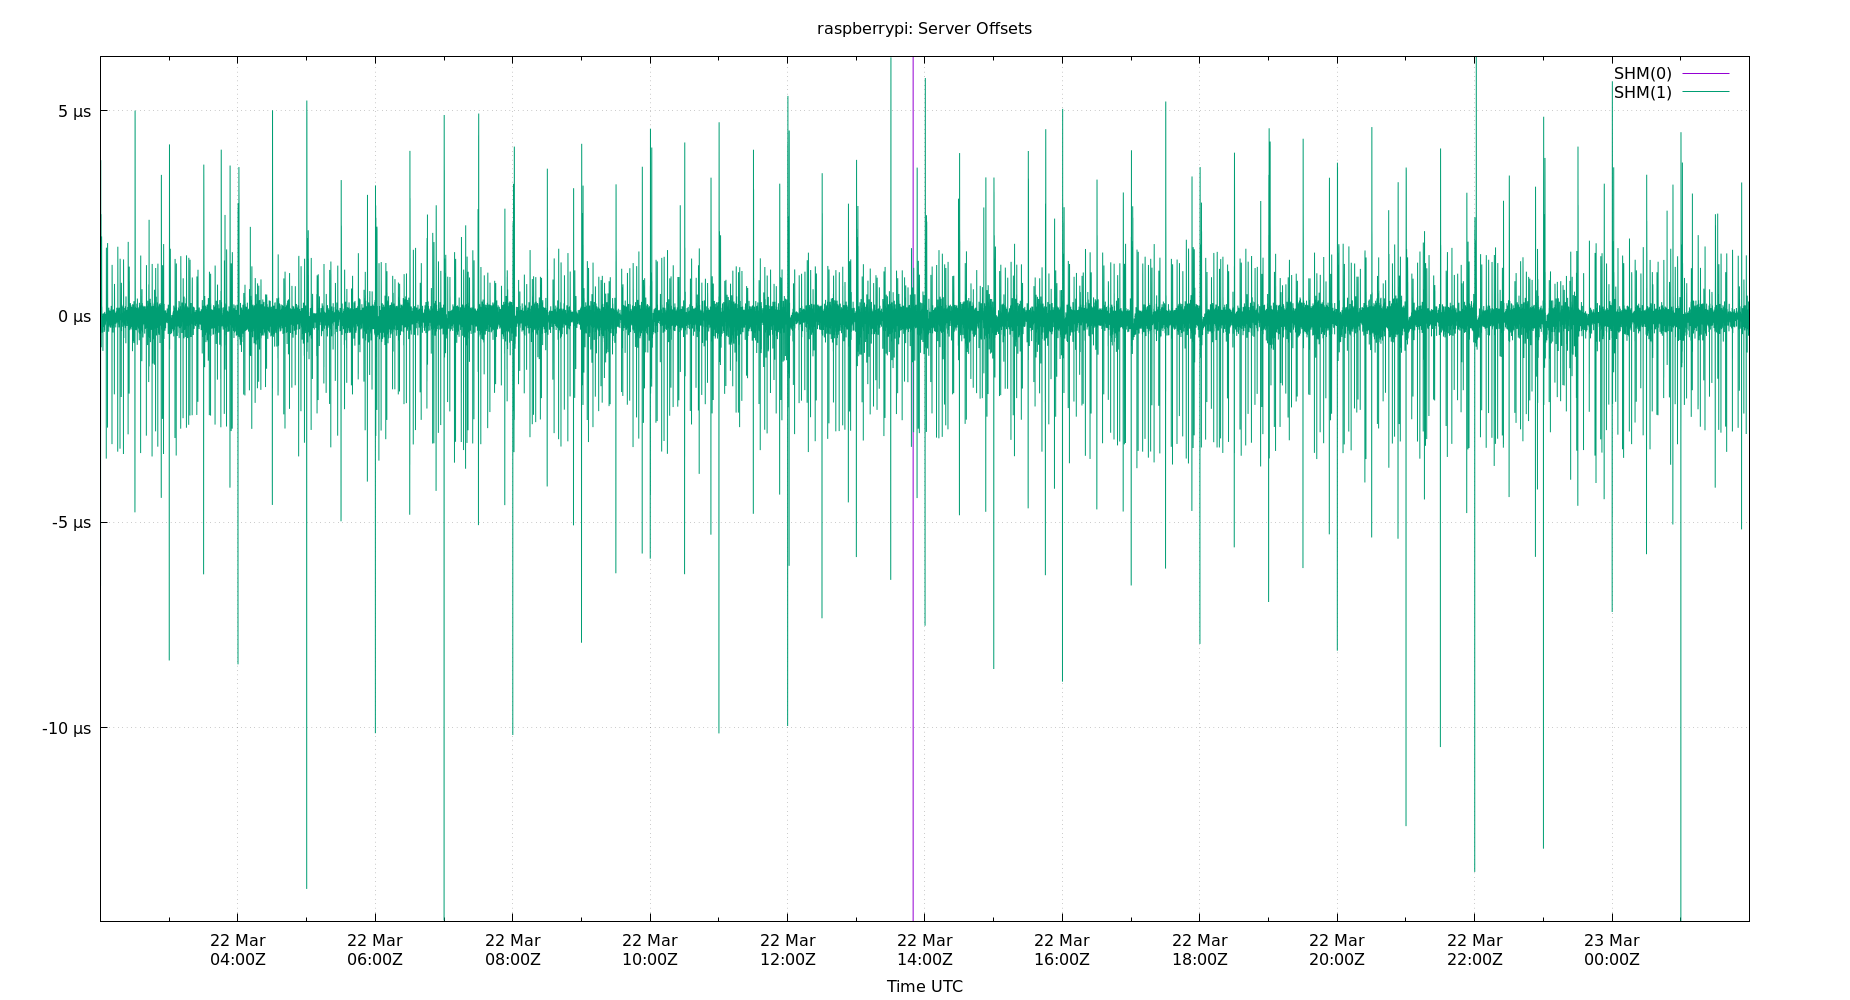 raspberrypi: Server Offsets
SHM(0)
SHM(1)
5 µs
0 µs
-5 µs
-10 µs
22 Mar 22 Mar 22 Mar 22 Mar 22 Mar 22 Mar 22 Mar 22 Mar 22 Mar 22 Mar 23 Mar
04:00Z 06:00Z 08:00Z 10:00Z 12:00Z 14:00Z 16:00Z 18:00Z 20:00Z 22:00Z 00:00Z
Time UTC